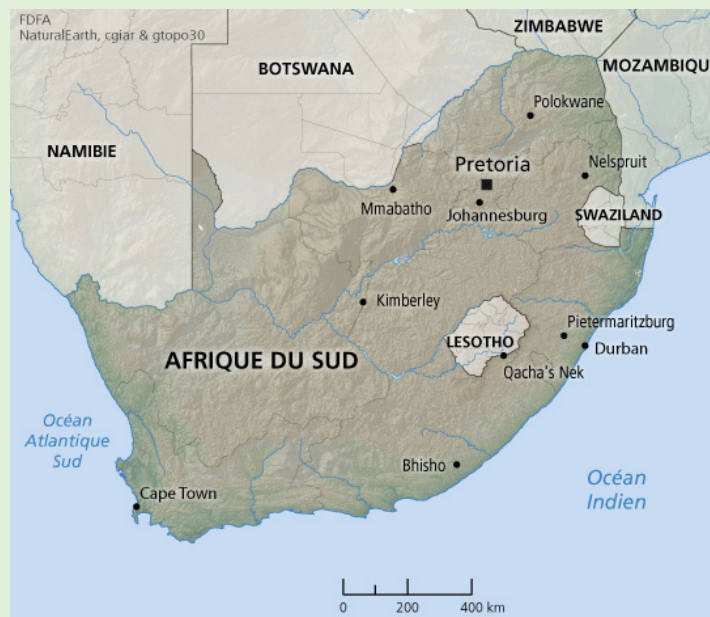 FDFA
NaturalEarth, cgiar & gtopo30
ZIMBABWE
BOTSWANA
MOZAMBIQU
Polokwane
NAMIBIE
Pretoria
Nelspruit
Mmabatho
Johannesburg
SWAZILAND
Kimberley
Pietermaritzburg
LESOTHO
Durban
AFRIQUE DU SUD
Qacha's Nek
Océan
Atlantique
Sud
Bhisho
Océan
Indien
Cape Town
0 200 400 km